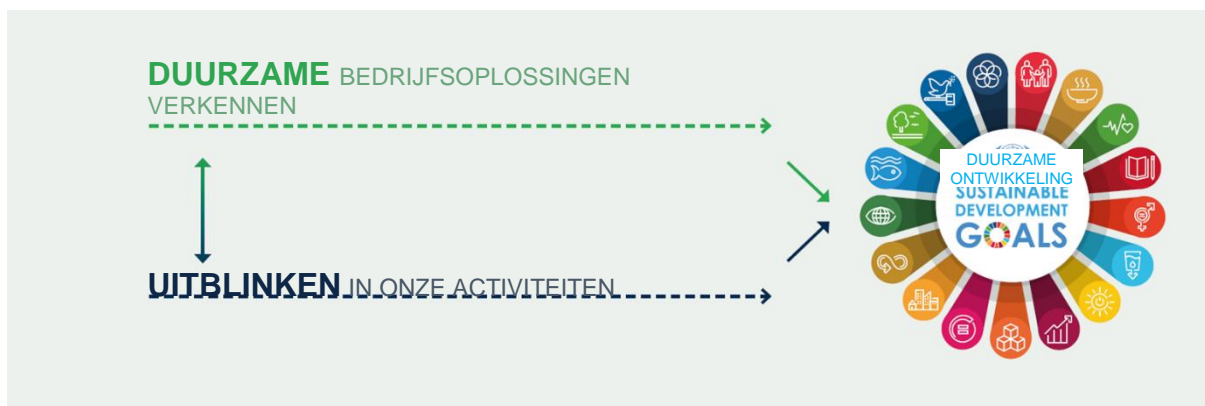 DUURZAME BEDRIJFSOPLOSSINGEN
VERKENNEN
UITBLINKEN IN ONZE ACTIVITEITEN
DUURZAME
ONTWIKKELING
SUSTAINABLE
DEVELOPMENT
GOALS